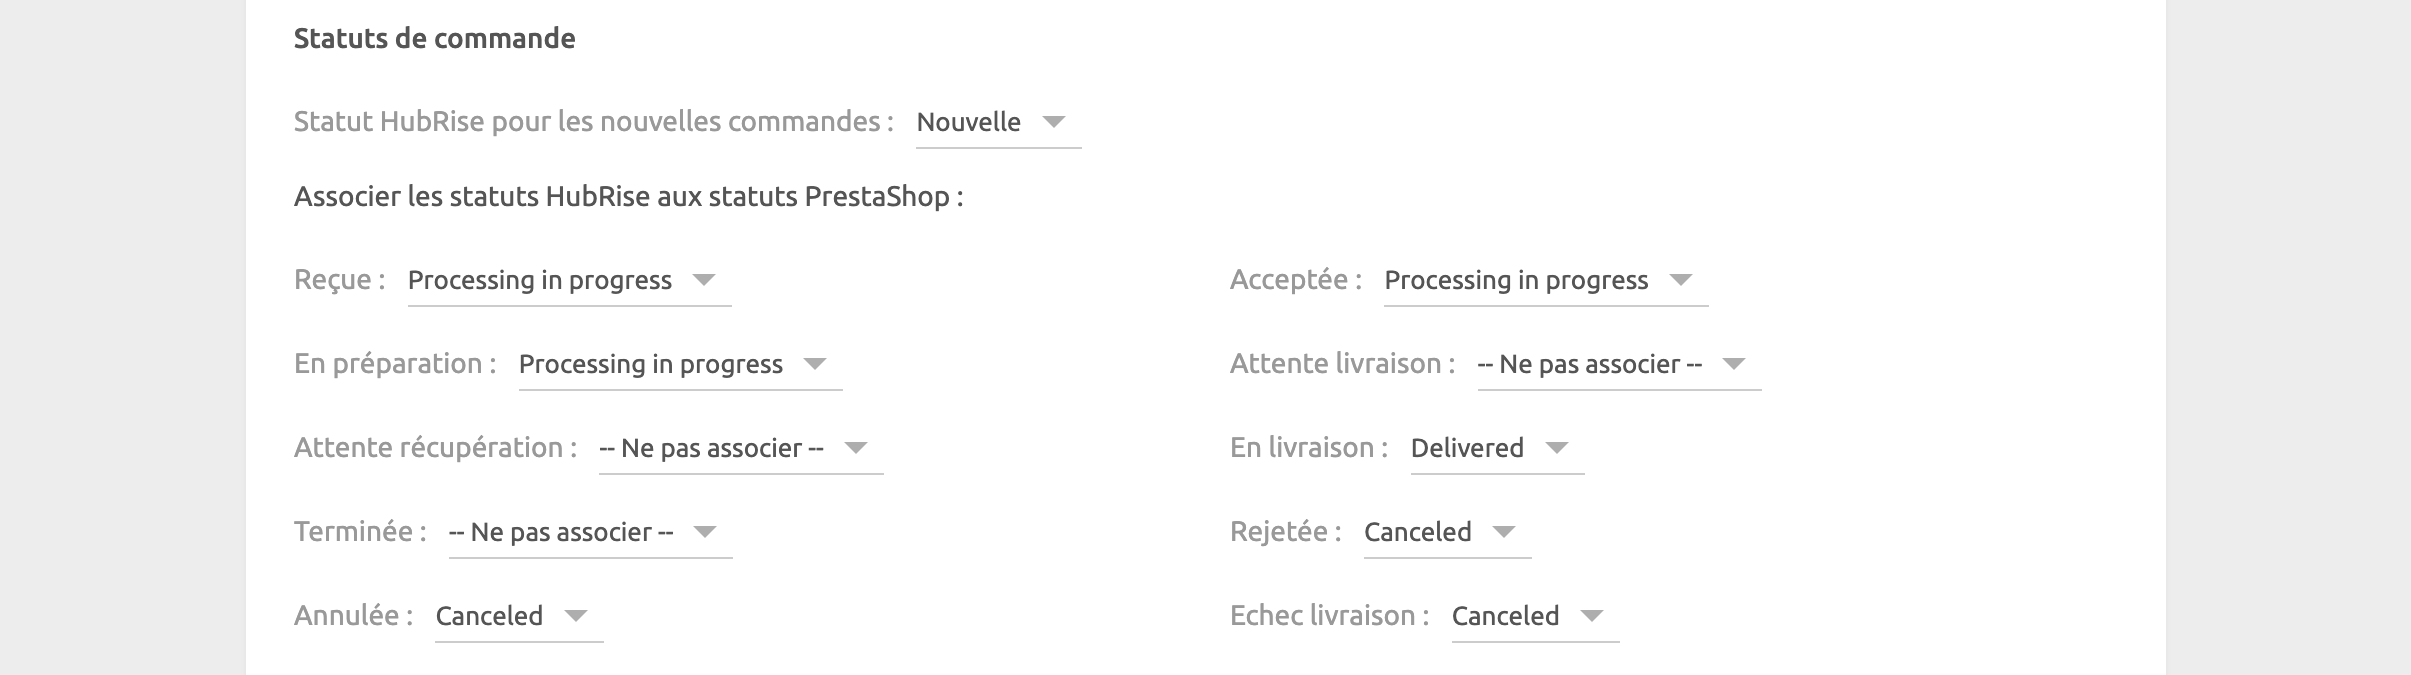 Statuts de commande
Statut HubRise pour les nouvelles commandes : Nouvelle
Associer les statuts HubRise aux statuts PrestaShop :
Reçue : Processing in progress
Acceptée : Processing in progress
En préparation : Processing in progress
Attente livraison : -- Ne pas associer --
Attente récupération : -- Ne pas associer --
En livraison : Delivered
Terminée : -- Ne pas associer --
Rejetée : Canceled
Annulée : Canceled
Echec livraison : Canceled